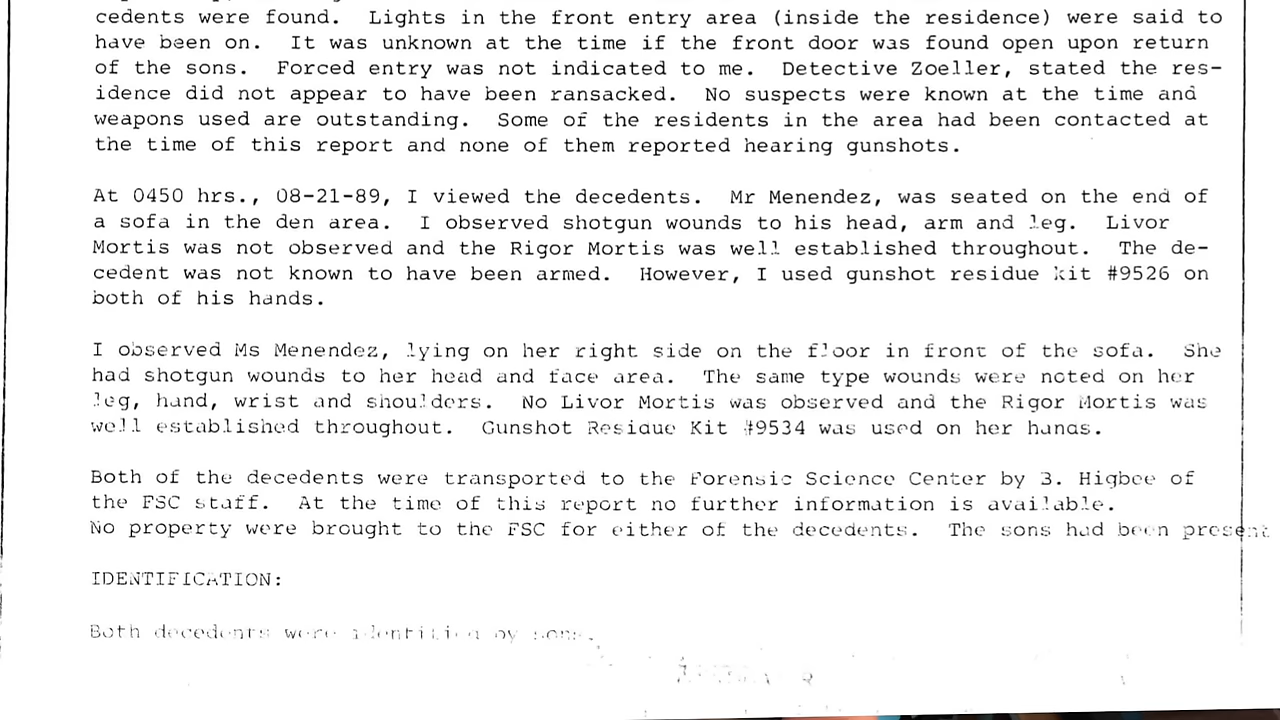 cedents were found.  Lights in the front entry area (inside the residence) were said to
have been on.  It was unknown at the time if the front door was found open upon return
of the sons.  Forced entry was not indicated to me.  Detective Zoeller, stated the res-
idence did not appear to have been ransacked.  No suspects were known at the time and
weapons used are outstanding.  Some of the residents in the area had been contacted at
the time of this report and none of them reported hearing gunshots.
At 0450 hrs., 08-21-89, I viewed the decedents.  Mr Menendez, was seated on the end of
a sofa in the den area.  I observed shotgun wounds to his head, arm and leg.  Livor
Mortis was not observed and the Rigor Mortis was well established throughout.  The de-
cedent was not known to have been armed.  However, I used gunshot residue kit #9526 on
both of his hands.
I observed Ms Menendez, lying on her right side on the floor in front of the sofa.  She
had shotgun wounds to her head and face area.  The same type wounds were noted on her
leg, hand, wrist and shoulders.  No Livor Mortis was observed and the Rigor Mortis was
well established throughout.  Gunshot Residue Kit #9534 was used on her hands.
Both of the decedents were transported to the Forensic Science Center by Higbee of
the FSC staff.  At the time of this report no further information is available.
No property were brought to the FSC for either of the decedents.  The sons had been present
IDENTIFICATION:
Both decedents were identified by sons.